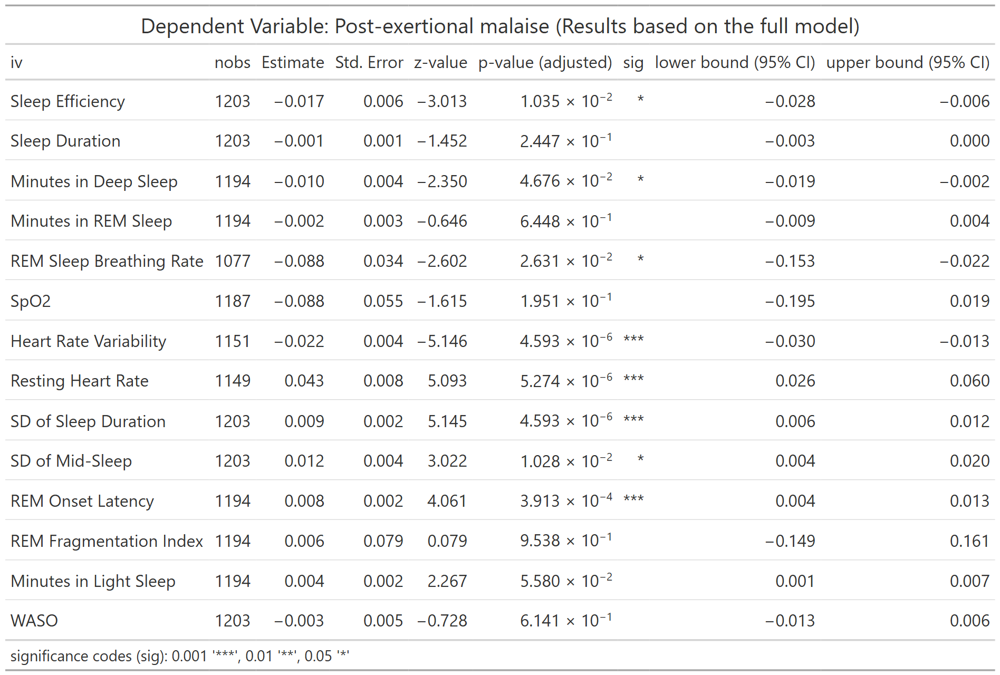 Dependent Variable: Post-exertional malaise (Results based on the full model)
iv nobs Estimate Std. Error z-value p-value (adjusted) sig lower bound (95% CI) upper bound (95% CI)
Sleep Efficiency 1203 −0.017 0.006 −3.013 1.035 × 10⁻² * −0.028 −0.006
Sleep Duration 1203 −0.001 0.001 −1.452 2.447 × 10⁻¹ −0.003 0.000
Minutes in Deep Sleep 1194 −0.010 0.004 −2.350 4.676 × 10⁻² * −0.019 −0.002
Minutes in REM Sleep 1194 −0.002 0.003 −0.646 6.448 × 10⁻¹ −0.009 0.004
REM Sleep Breathing Rate 1077 −0.088 0.034 −2.602 2.631 × 10⁻² * −0.153 −0.022
SpO2 1187 −0.088 0.055 −1.615 1.951 × 10⁻¹ −0.195 0.019
Heart Rate Variability 1151 −0.022 0.004 −5.146 4.593 × 10⁻⁶ *** −0.030 −0.013
Resting Heart Rate 1149 0.043 0.008 5.093 5.274 × 10⁻⁶ *** 0.026 0.060
SD of Sleep Duration 1203 0.009 0.002 5.145 4.593 × 10⁻⁶ *** 0.006 0.012
SD of Mid-Sleep 1203 0.012 0.004 3.022 1.028 × 10⁻² * 0.004 0.020
REM Onset Latency 1194 0.008 0.002 4.061 3.913 × 10⁻⁴ *** 0.004 0.013
REM Fragmentation Index 1194 0.006 0.079 0.079 9.538 × 10⁻¹ −0.149 0.161
Minutes in Light Sleep 1194 0.004 0.002 2.267 5.580 × 10⁻² 0.001 0.007
WASO 1203 −0.003 0.005 −0.728 6.141 × 10⁻¹ −0.013 0.006
significance codes (sig): 0.001 '***', 0.01 '**', 0.05 '*'